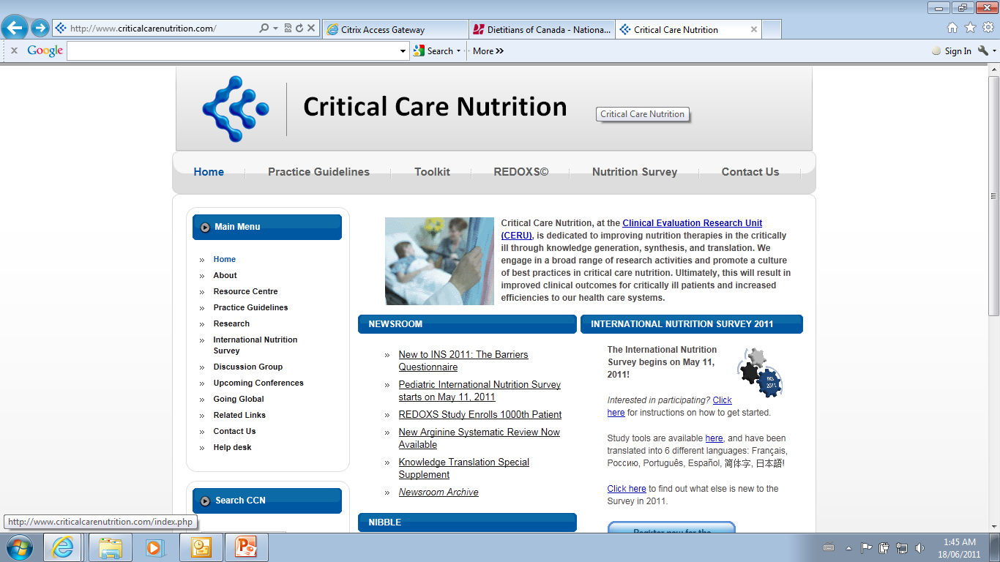 http://www.criticalcarenutrition.com/
Citrix Access Gateway
Dietitians of Canada - Nationa...
Critical Care Nutrition
x Google
Search
More »
Sign In
Critical Care Nutrition
Critical Care Nutrition
Home
Practice Guidelines
Toolkit
REDOXS©
Nutrition Survey
Contact Us
Main Menu
Home
About
Resource Centre
Practice Guidelines
Research
International Nutrition
Survey
Discussion Group
Upcoming Conferences
Going Global
Related Links
Contact Us
Help desk
Search CCN
Critical Care Nutrition, at the Clinical Evaluation Research Unit
(CERU), is dedicated to improving nutrition therapies in the critically
ill through knowledge generation, synthesis, and translation. We
engage in a broad range of research activities and promote a culture
of best practices in critical care nutrition. Ultimately, this will result in
improved clinical outcomes for critically ill patients and increased
efficiencies to our health care systems.
NEWSROOM
New to INS 2011: The Barriers
Questionnaire
Pediatric International Nutrition Survey
starts on May 11, 2011
REDOXS Study Enrolls 1000th Patient
New Arginine Systematic Review Now
Available
Knowledge Translation Special
Supplement
Newsroom Archive
NIBBLE
INTERNATIONAL NUTRITION SURVEY 2011
The International Nutrition
Survey begins on May 11,
2011!
INS
2011
Interested in participating? Click
here for instructions on how to get started.
Study tools are available here, and have been
translated into 6 different languages: Français,
Россию, Português, Español, 简体字, 日本語!
Click here to find out what else is new to the
Survey in 2011.
Register now for the
http://www.criticalcarenutrition.com/index.php
1:45 AM
18/06/2011